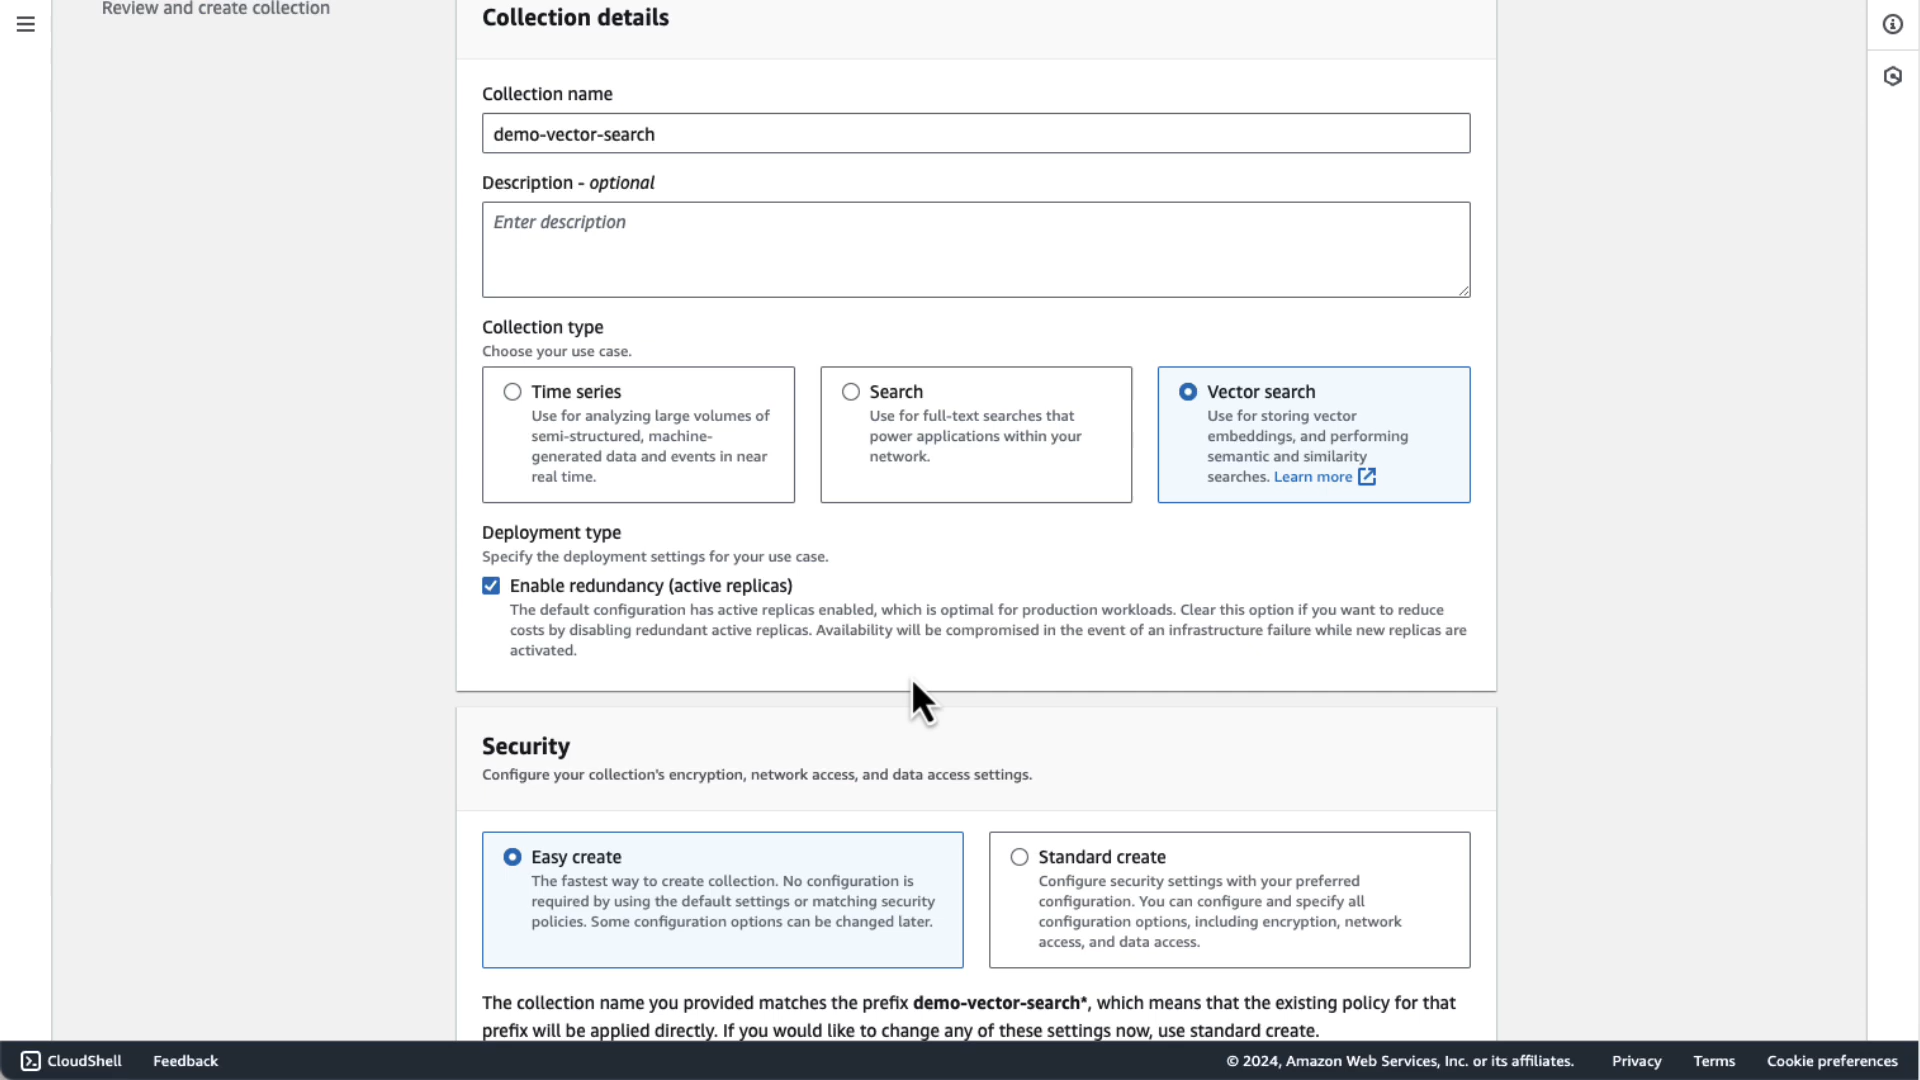 Review and create collection
Collection details
Collection name
demo-vector-search
Description - optional
Enter description
Collection type
Choose your use case.
Time series
Use for analyzing large volumes of
semi-structured, machine-
generated data and events in near
real time.
Search
Use for full-text searches that
power applications within your
network.
Vector search
Use for storing vector
embeddings, and performing
semantic and similarity
searches. Learn more
Deployment type
Specify the deployment settings for your use case.
Enable redundancy (active replicas)
The default configuration has active replicas enabled, which is optimal for production workloads. Clear this option if you want to reduce
costs by disabling redundant active replicas. Availability will be compromised in the event of an infrastructure failure while new replicas are
activated.
Security
Configure your collection's encryption, network access, and data access settings.
Easy create
The fastest way to create collection. No configuration is
required by using the default settings or matching security
policies. Some configuration options can be changed later.
Standard create
Configure security settings with your preferred
configuration. You can configure and specify all
configuration options, including encryption, network
access, and data access.
The collection name you provided matches the prefix demo-vector-search*, which means that the existing policy for that
prefix will be applied directly. If you would like to change any of these settings now, use standard create.
CloudShell Feedback © 2024, Amazon Web Services, Inc. or its affiliates. Privacy Terms Cookie preferences